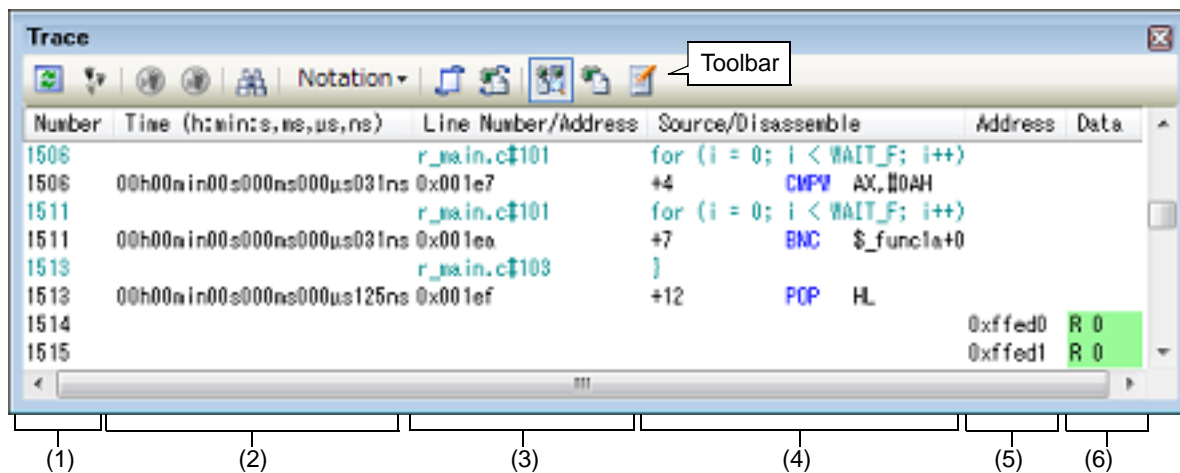 Trace
Notation
Toolbar
Number Time (h:min:s,ms,µs,ns) Line Number/Address Source/Disassemble Address Data
1506 r_main.c#101 for (i = 0; i < WAIT_F; i++)
1506 00h00min00s000ms000µs031ns 0x001e7 +4 CMPW AX,#0AH
1511 r_main.c#101 for (i = 0; i < WAIT_F; i++)
1511 00h00min00s000ms000µs031ns 0x001ea +7 BNC $_func1a+0
1513 r_main.c#103 }
1513 00h00min00s000ms000µs125ns 0x001ef +12 POP HL
1514 0xffed0 R 0
1515 0xffed1 R 0
(1) (2) (3) (4) (5) (6)